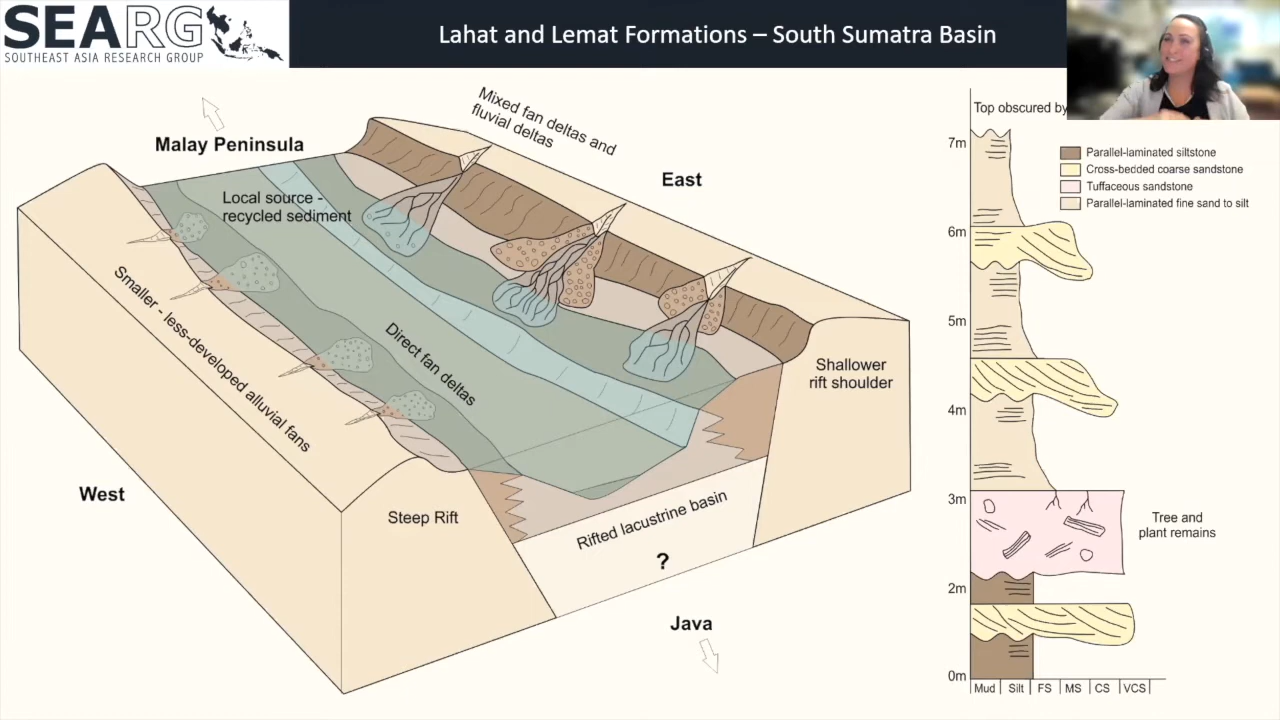 SEARG
SOUTHEAST ASIA RESEARCH GROUP
Lahat and Lemat Formations – South Sumatra Basin
Malay Peninsula
Mixed fan deltas and
fluvial deltas
East
Local source -
recycled sediment
Smaller - less-developed alluvial fans
Direct fan deltas
Shallower
rift shoulder
West
Steep Rift
Rifted lacustrine basin
?
Java
Top obscured by
7m
Parallel-laminated siltstone
Cross-bedded coarse sandstone
Tuffaceous sandstone
Parallel-laminated fine sand to silt
6m
5m
4m
3m
Tree and
plant remains
2m
0m
Mud Silt FS MS CS VCS